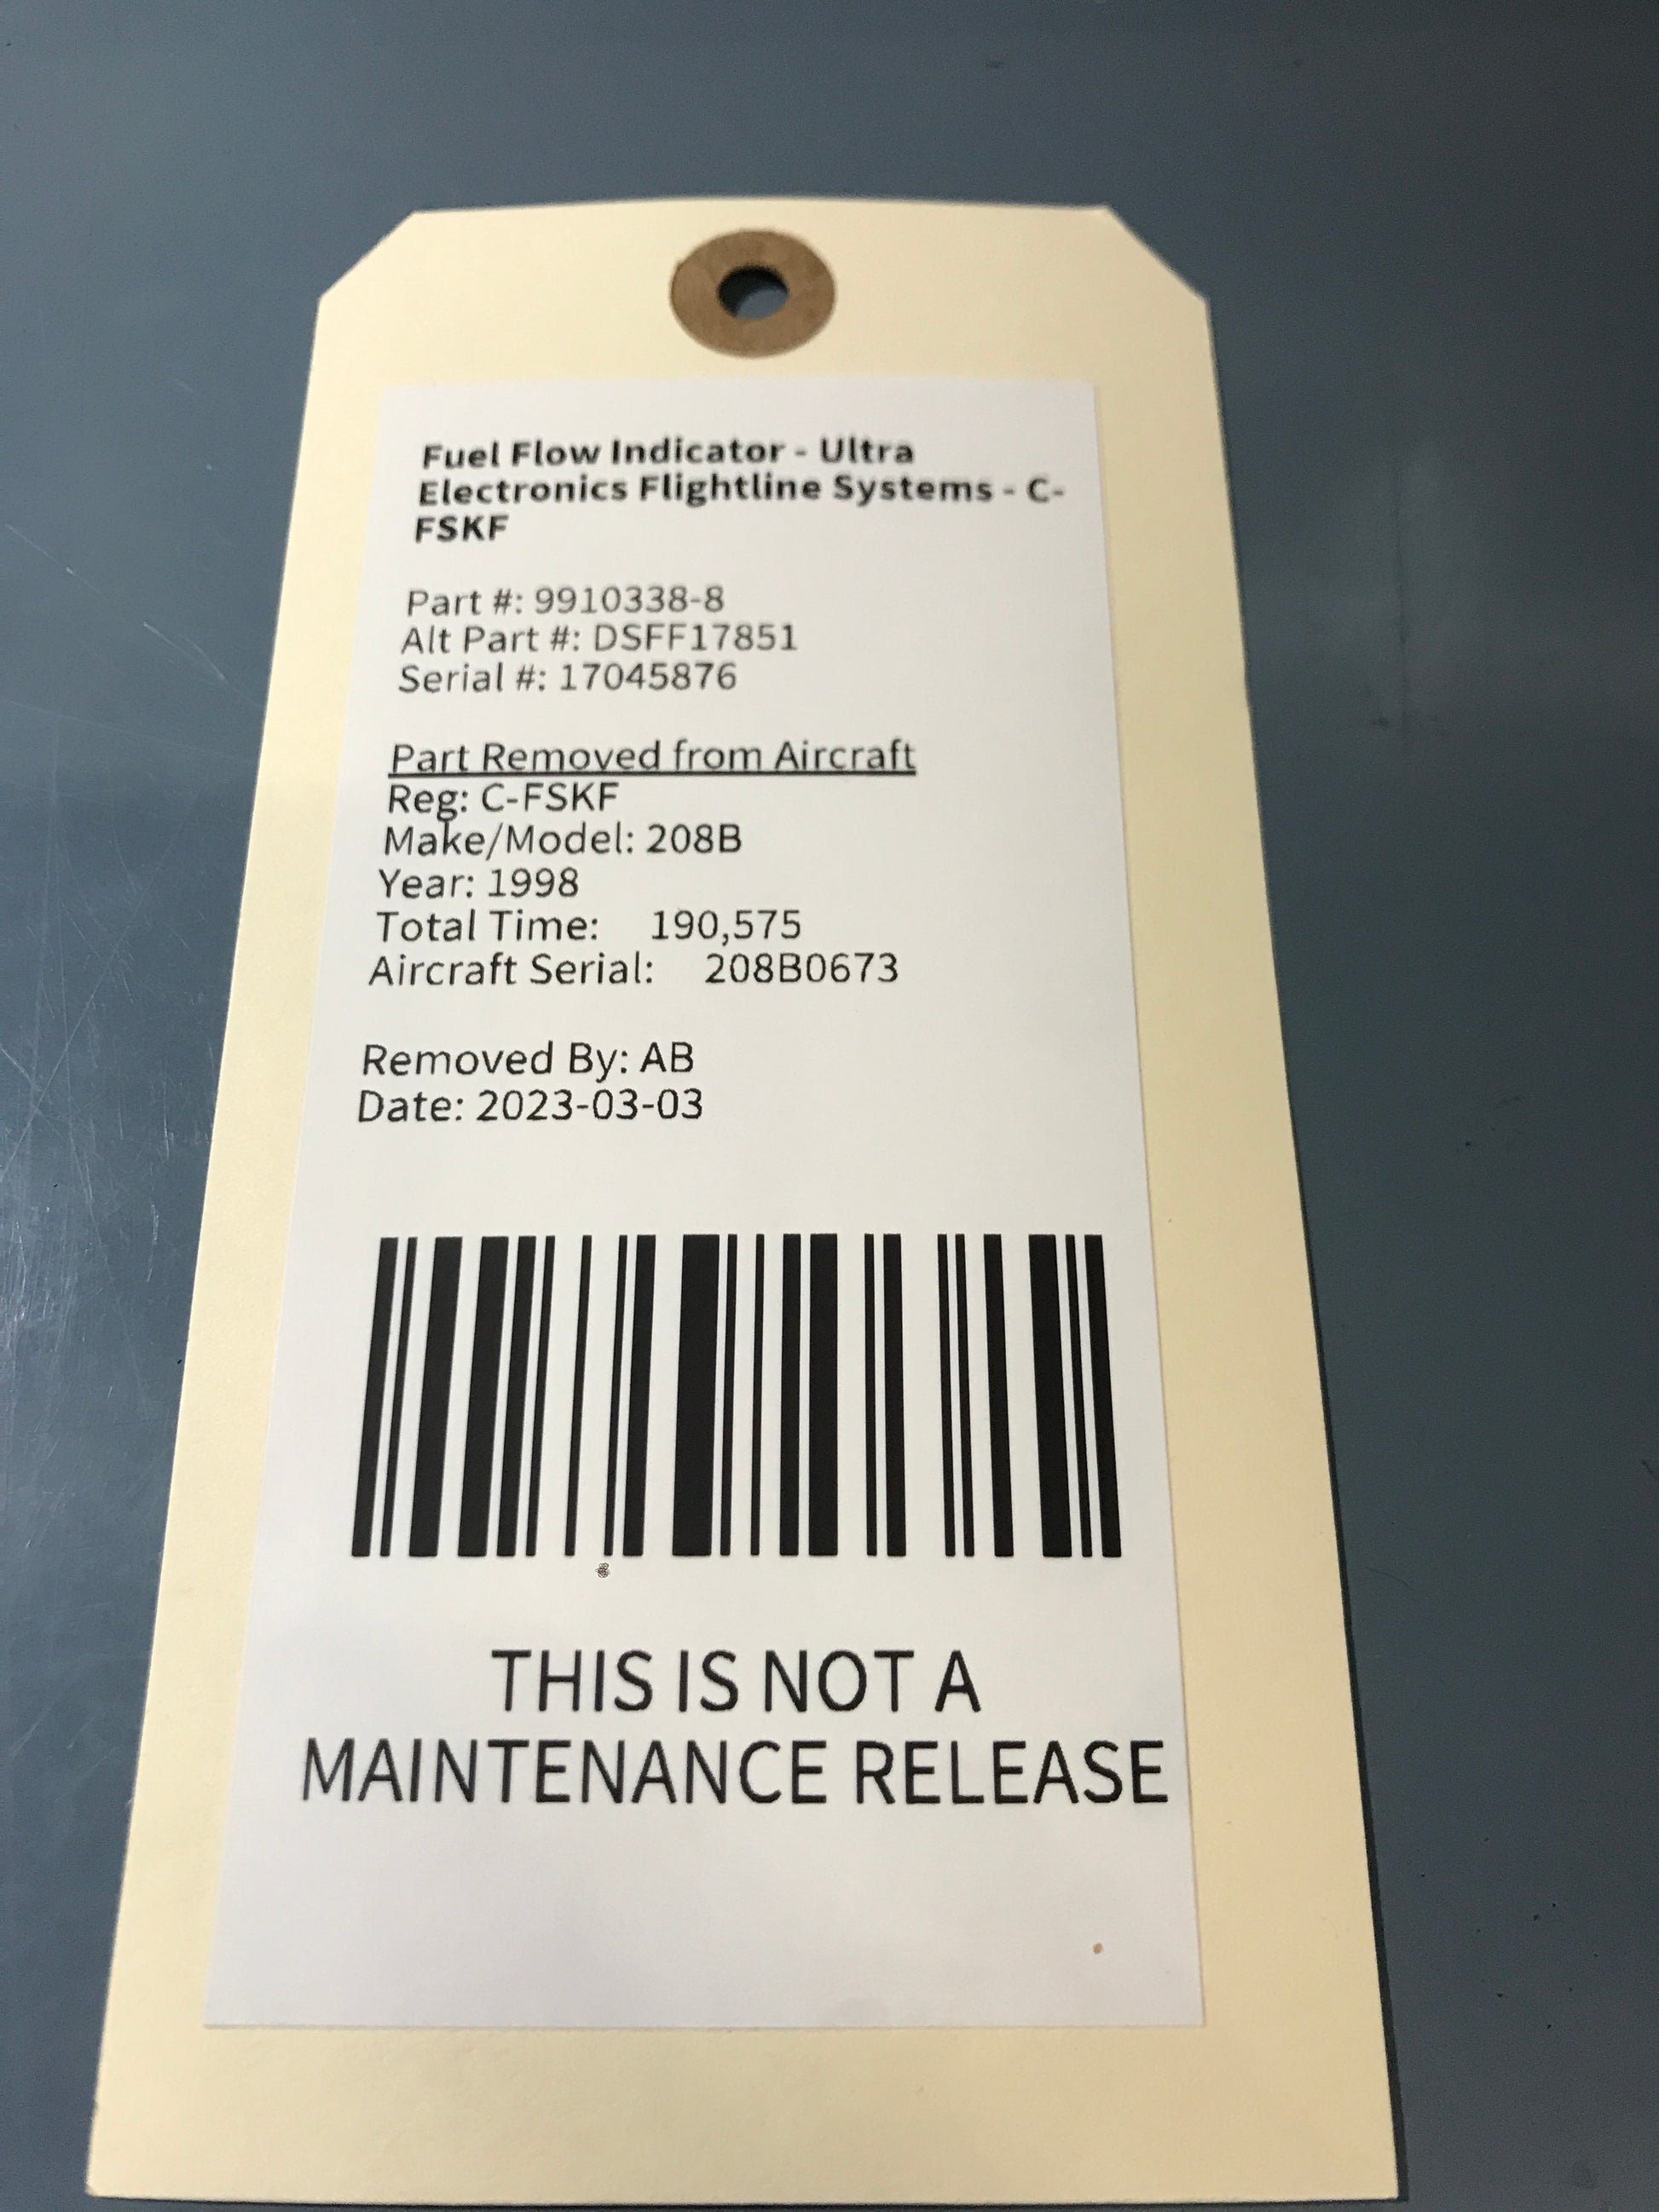 Fuel Flow Indicator - Ultra
Electronics Flightline Systems - C-
FSKF
Part #: 9910338-8
Alt Part #: DSFF17851
Serial #: 17045876
Part Removed from Aircraft
Reg: C-FSKF
Make/Model: 208B
Year: 1998
Total Time: 190,575
Aircraft Serial: 208B0673
Removed By: AB
Date: 2023-03-03
THIS IS NOT A
MAINTENANCE RELEASE